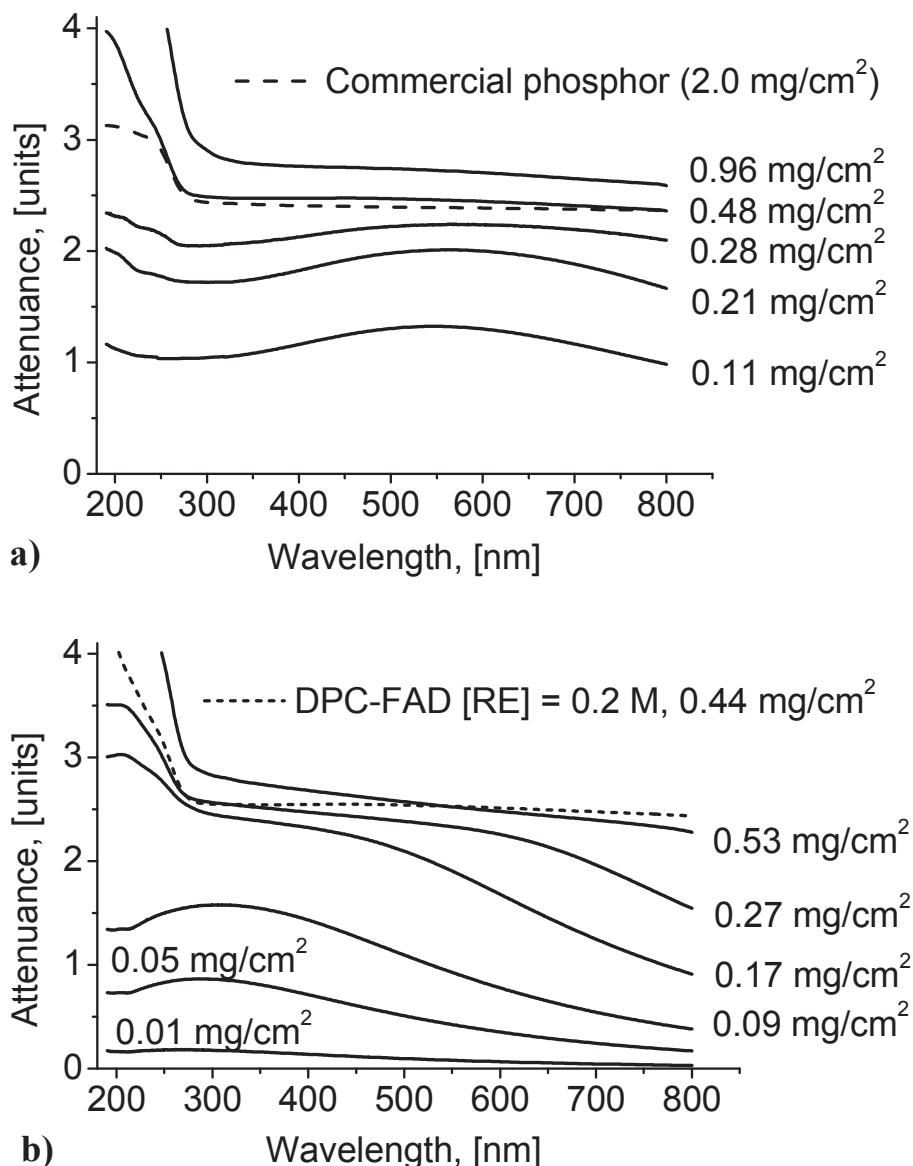 4
3
2
1
0
Attenuance, [units]
Commercial phosphor (2.0 mg/cm²)
0.96 mg/cm²
0.48 mg/cm²
0.28 mg/cm²
0.21 mg/cm²
0.11 mg/cm²
200 300 400 500 600 700 800
Wavelength, [nm]
a)
4
3
2
1
0
Attenuance, [units]
DPC-FAD [RE] = 0.2 M, 0.44 mg/cm²
0.53 mg/cm²
0.27 mg/cm²
0.17 mg/cm²
0.09 mg/cm²
0.05 mg/cm²
0.01 mg/cm²
200 300 400 500 600 700 800
Wavelength, [nm]
b)